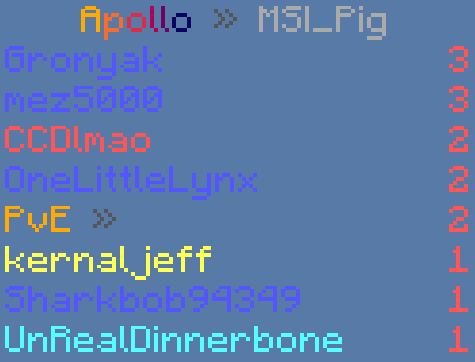 Apollo » MSI_Pig
Gronyak 3
mez5000 3
CCDlmao 2
OneLittleLynx 2
PvE » 2
kernaljeff 1
Sharkbob94349 1
UnRealDinnerbone 1